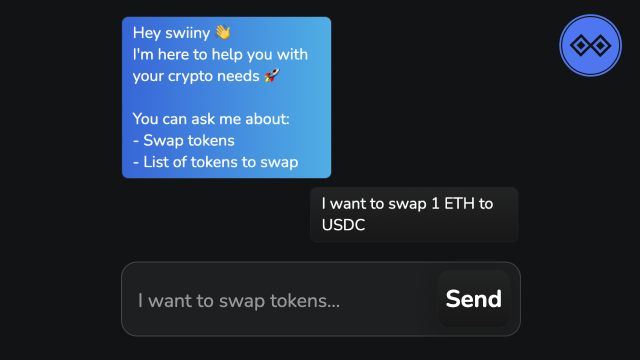 Hey swiiny 👋
I'm here to help you with
your crypto needs 🚀
You can ask me about:
- Swap tokens
- List of tokens to swap
I want to swap 1 ETH to
USDC
I want to swap tokens...
Send